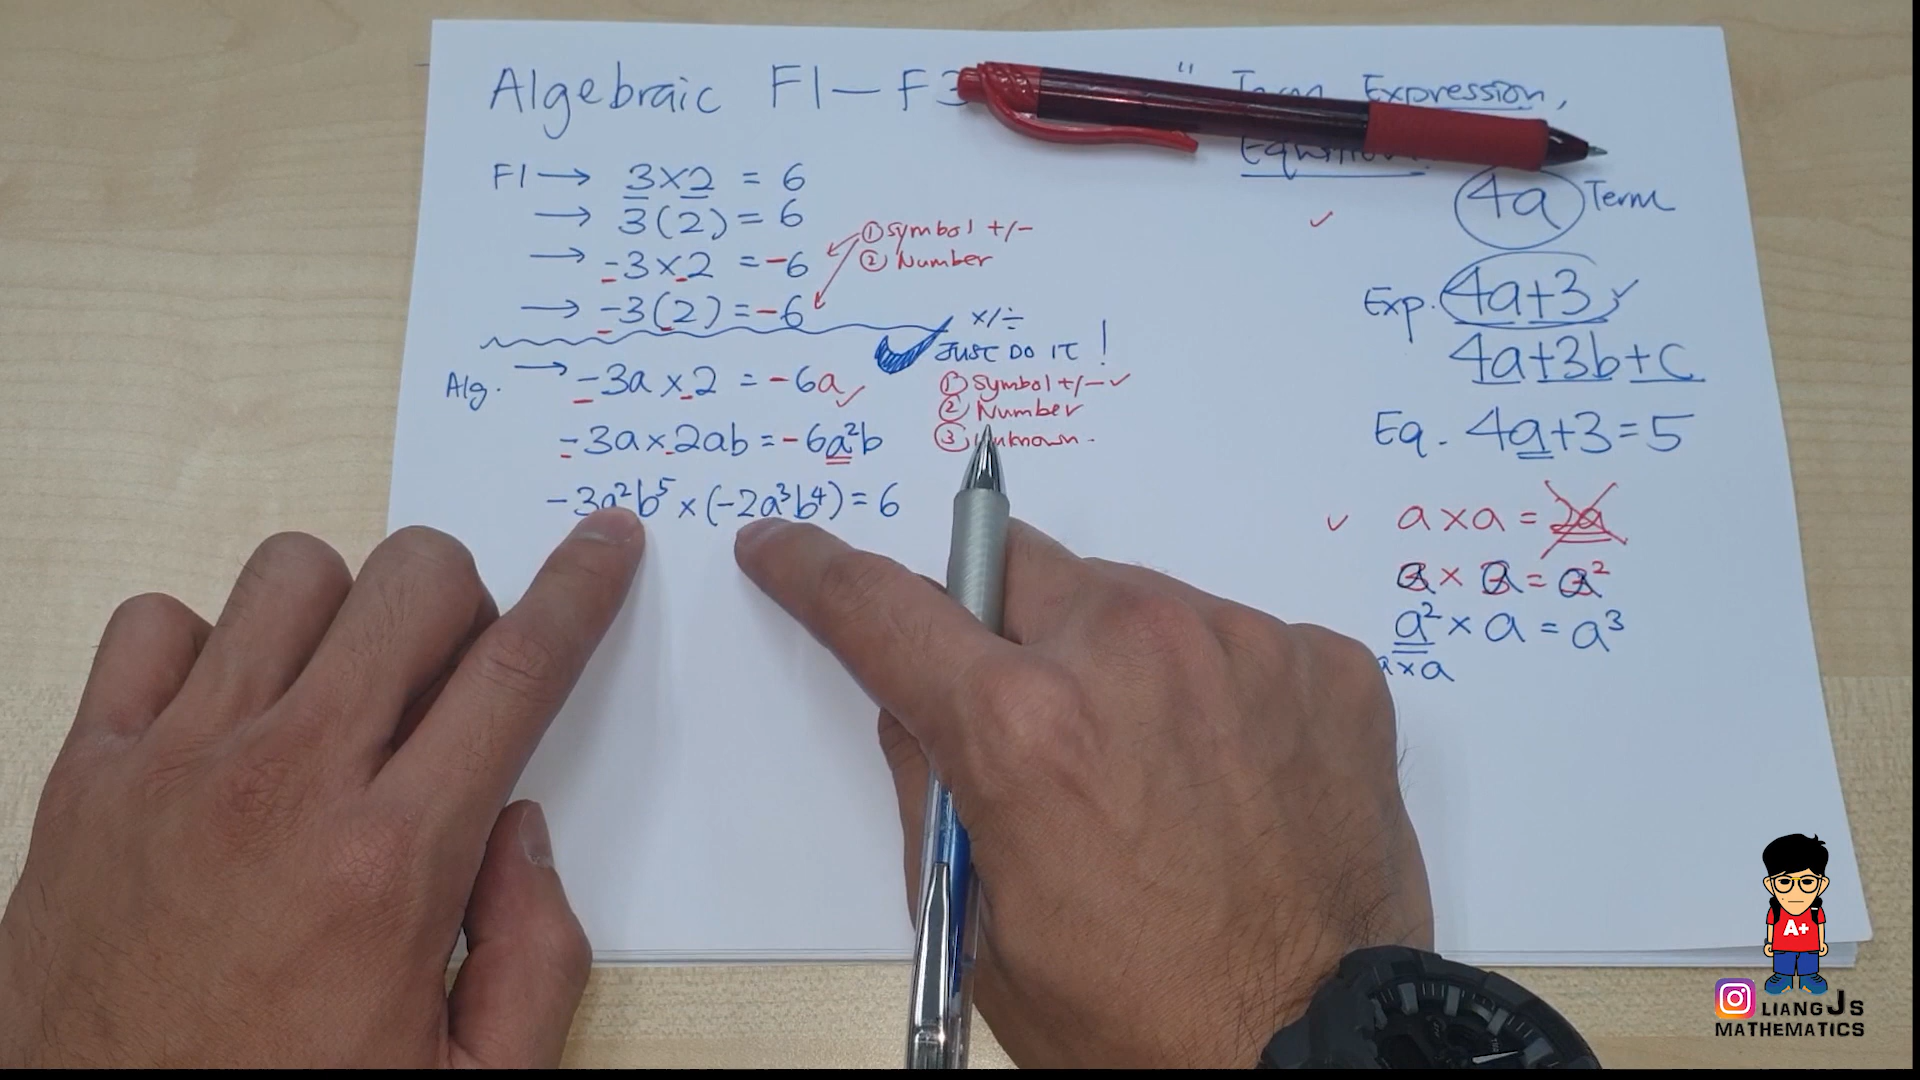 Algebraic F1 — F3 " Term, Expression,
Equation
F1 → 3×2 = 6
→ 3(2) = 6
→ -3×2 = -6
→ -3(2) = -6
① Symbol +/-
② Number
×/÷
JUST DO IT !
Alg. → -3a × 2 = -6a
-3a × 2ab = -6a²b
-3a²b⁵ × (-2a³b⁴) = 6
① Symbol +/- ✓
② Number
③ Unknown.
4a Term
Exp. 4a+3 ✓
4a+3b+c
Eq. 4a+3=5
a×a = 2a
a × a = a²
a² × a = a³
a×a
A+
LIANGJS
MATHEMATICS